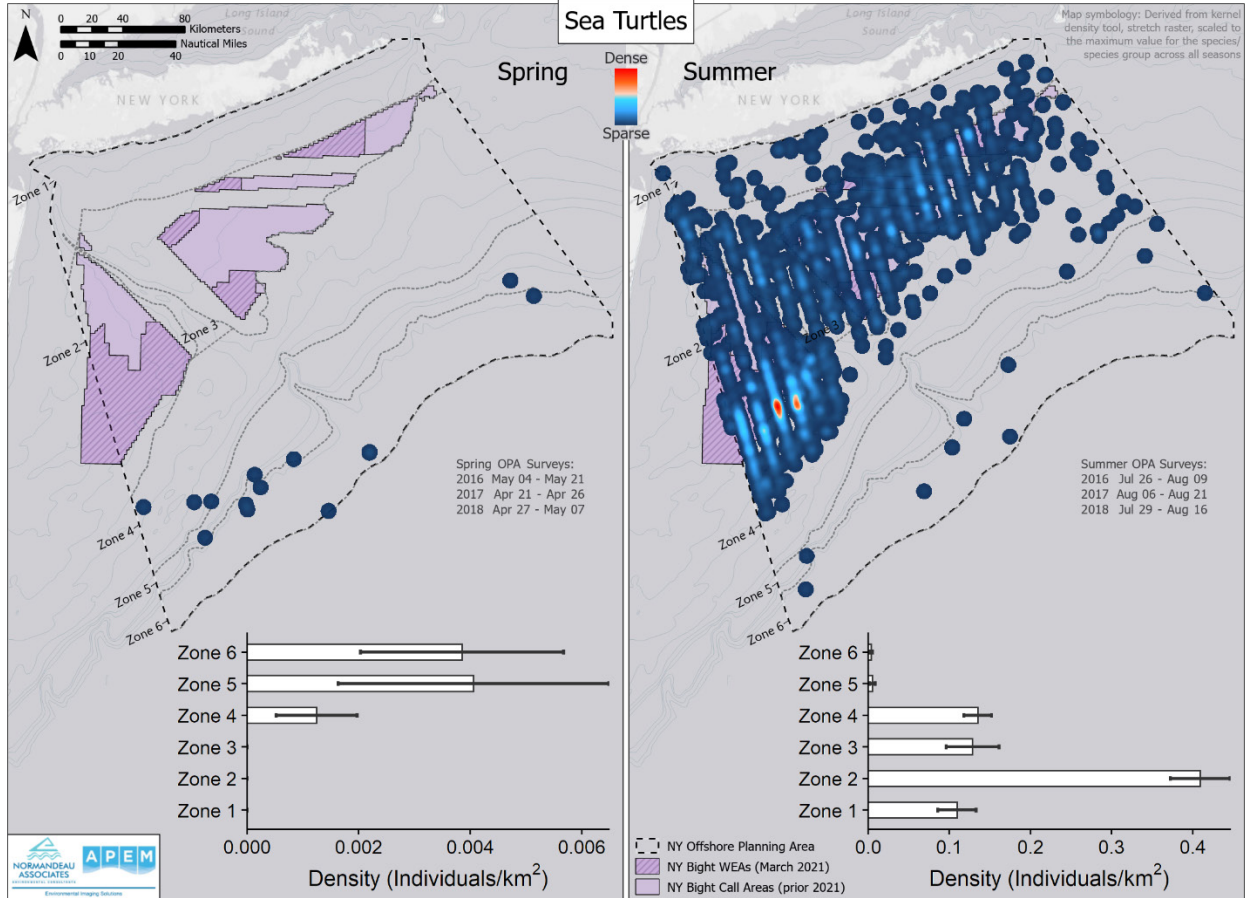 Sea Turtles
N
0 20 40 80
Kilometers
Nautical Miles
0 10 20 40
Long Island
Sound
NEW YORK
Spring
Dense
Sparse
Zone 1
Zone 2
Zone 3
Zone 4
Zone 5
Zone 6
Spring OPA Surveys:
2016 May 04 - May 21
2017 Apr 21 - Apr 26
2018 Apr 27 - May 07
Zone 6
Zone 5
Zone 4
Zone 3
Zone 2
Zone 1
0.000 0.002 0.004 0.006
Density (Individuals/km²)
NORMANDEAU
ASSOCIATES
ENVIRONMENTAL CONSULTANTS
APEM
Environmental Imaging Solutions
Summer
Long Island
Sound
NEW YORK
Map symbology: Derived from kernel
density tool, stretch raster, scaled to
the maximum value for the species/
species group across all seasons
Zone 1
Zone 2
Zone 3
Zone 4
Zone 5
Zone 6
Summer OPA Surveys:
2016 Jul 26 - Aug 09
2017 Aug 06 - Aug 21
2018 Jul 29 - Aug 16
Zone 6
Zone 5
Zone 4
Zone 3
Zone 2
Zone 1
0.0 0.1 0.2 0.3 0.4
Density (Individuals/km²)
NY Offshore Planning Area
NY Bight WEAs (March 2021)
NY Bight Call Areas (prior 2021)